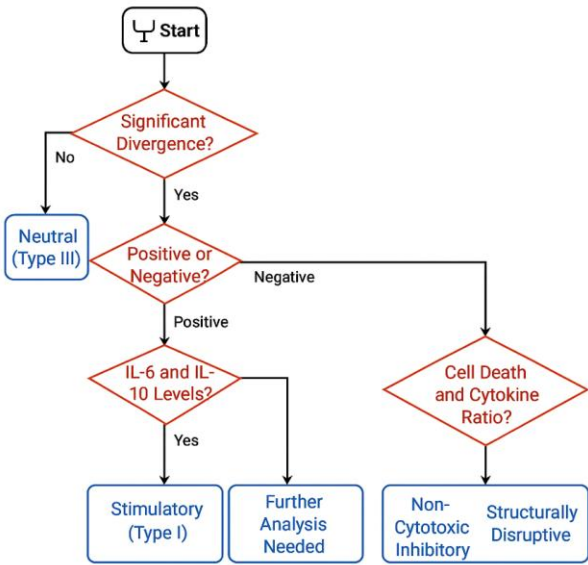 Start
Significant
Divergence?
No
Yes
Neutral
(Type III)
Positive or
Negative?
Negative
Positive
IL-6 and IL-
10 Levels?
Cell Death
and Cytokine
Ratio?
Yes
Stimulatory
(Type I)
Further
Analysis
Needed
Non-
Cytotoxic
Inhibitory
Structurally
Disruptive